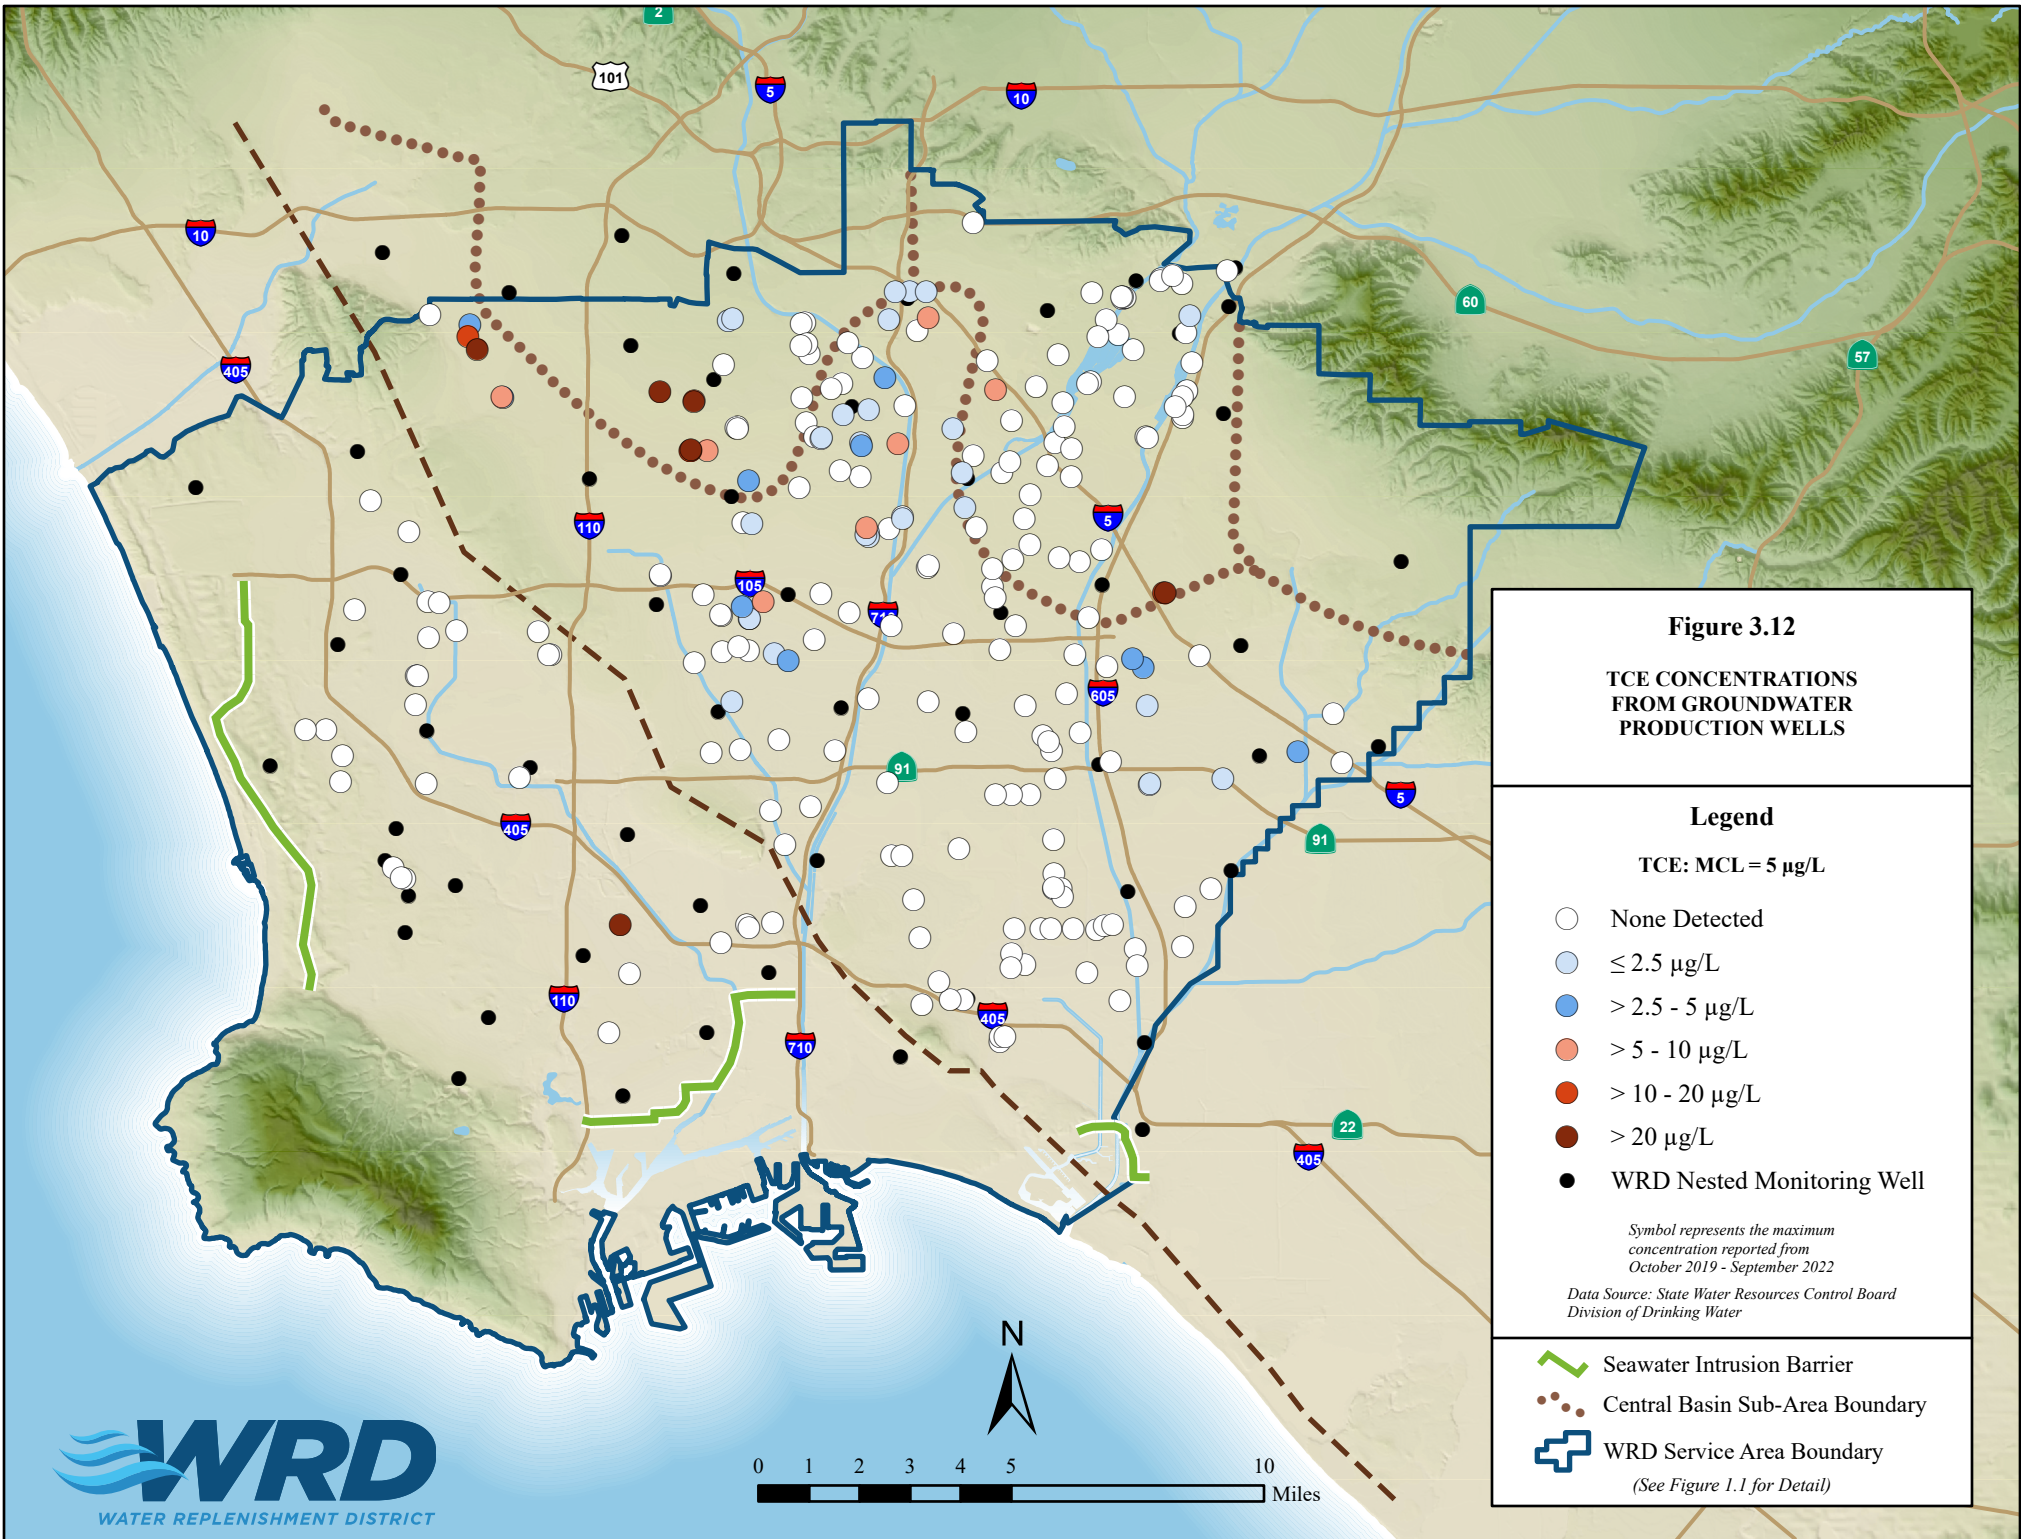 2
101
5
10
10
60
405
57
110
5
105
710
605
91
5
405
91
110
405
710
22
405
Figure 3.12
TCE CONCENTRATIONS
FROM GROUNDWATER
PRODUCTION WELLS
Legend
TCE: MCL = 5 µg/L
None Detected
≤ 2.5 µg/L
> 2.5 - 5 µg/L
> 5 - 10 µg/L
> 10 - 20 µg/L
> 20 µg/L
WRD Nested Monitoring Well
Symbol represents the maximum
concentration reported from
October 2019 - September 2022
Data Source: State Water Resources Control Board
Division of Drinking Water
Seawater Intrusion Barrier
Central Basin Sub-Area Boundary
WRD Service Area Boundary
(See Figure 1.1 for Detail)
N
0 1 2 3 4 5 10
Miles
WRD
WATER REPLENISHMENT DISTRICT